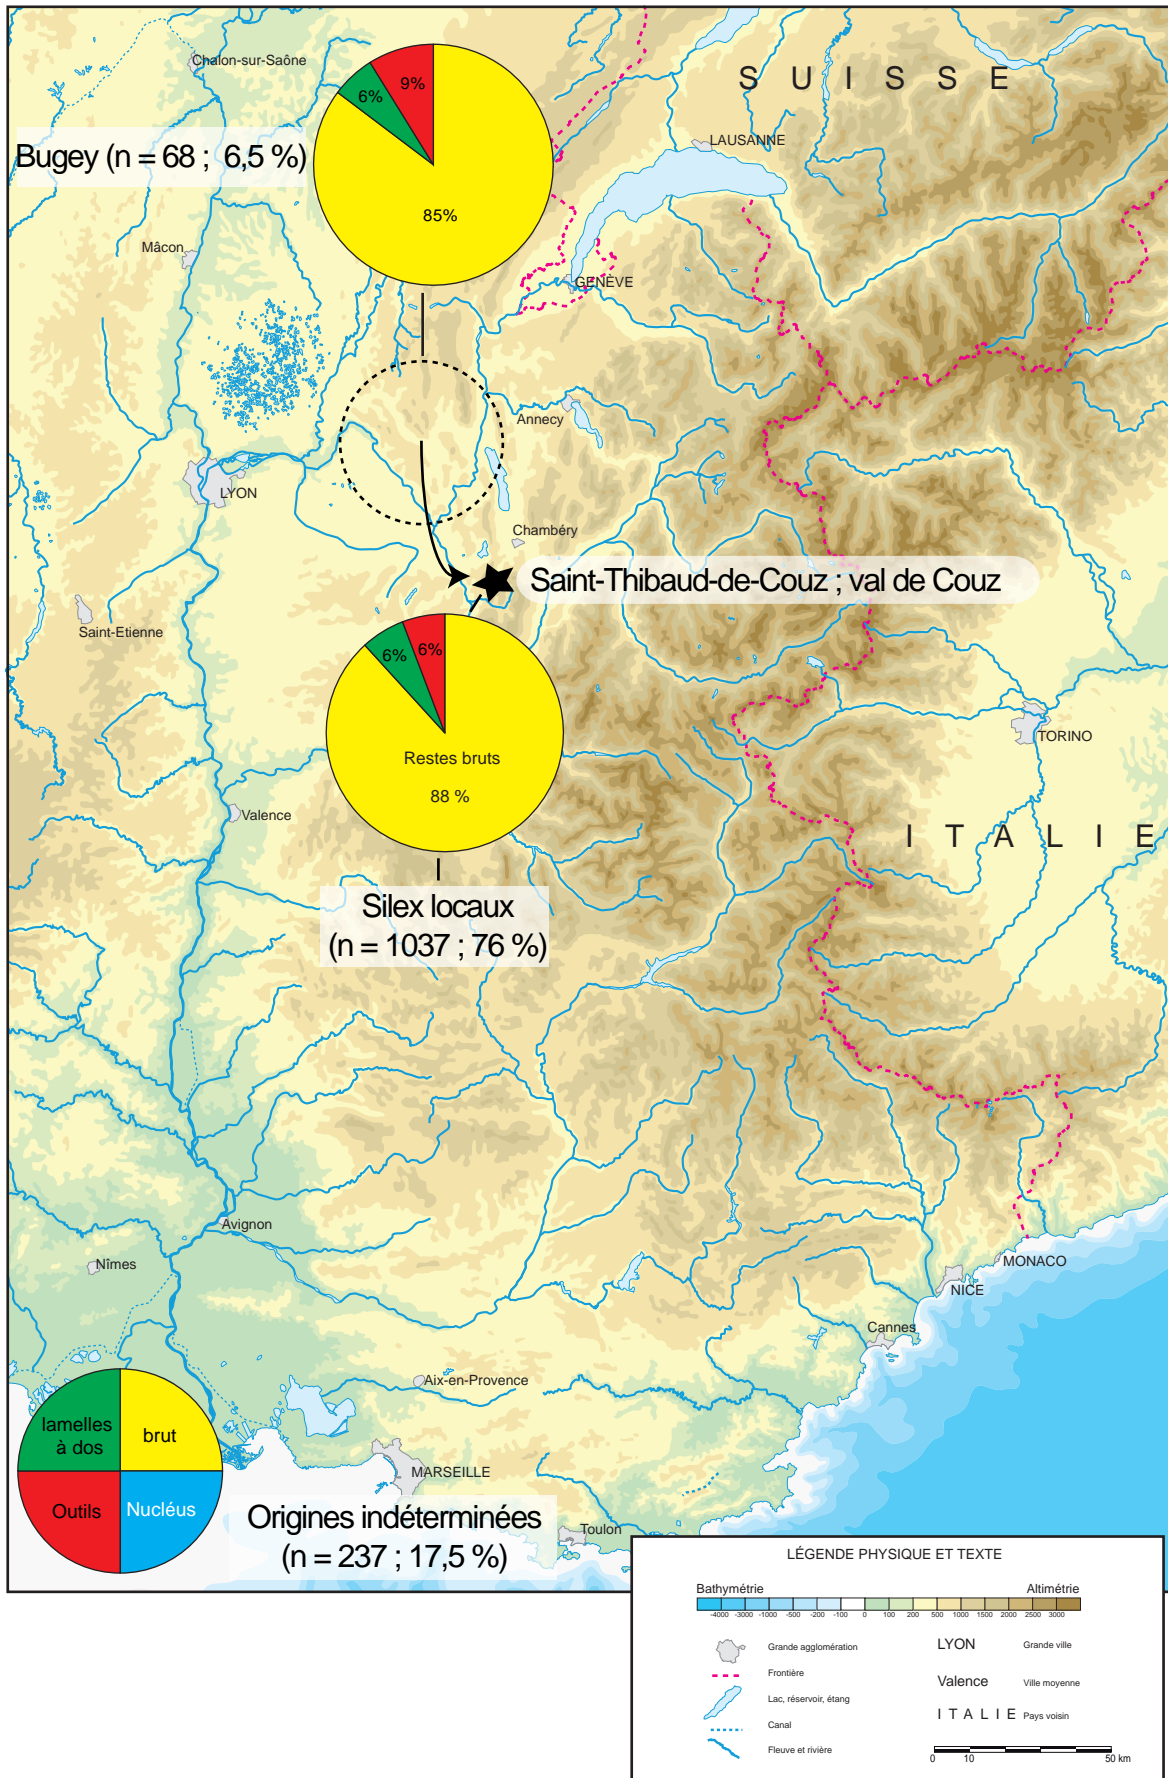 Chalon-sur-Saône
S U I S S E
6%
9%
85%
Bugey (n = 68 ; 6,5 %)
LAUSANNE
Mâcon
GENÈVE
Annecy
LYON
Chambéry
Saint-Thibaud-de-Couz ; val de Couz
Saint-Etienne
6%
6%
Restes bruts
88 %
TORINO
Valence
I T A L I E
Silex locaux
(n = 1037 ; 76 %)
Avignon
Nîmes
MONACO
NICE
Cannes
Aix-en-Provence
lamelles
à dos
brut
Outils
Nucléus
MARSEILLE
Origines indéterminées
(n = 237 ; 17,5 %)
Toulon
LÉGENDE PHYSIQUE ET TEXTE
Bathymétrie
Altimétrie
-4000 -3000 -1000 -500 -200 -100 0 100 200 500 1000 1500 2000 2500 3000
Grande agglomération
LYON Grande ville
Frontière
Valence Ville moyenne
Lac, réservoir, étang
I T A L I E Pays voisin
Canal
Fleuve et rivière
0 10 50 km